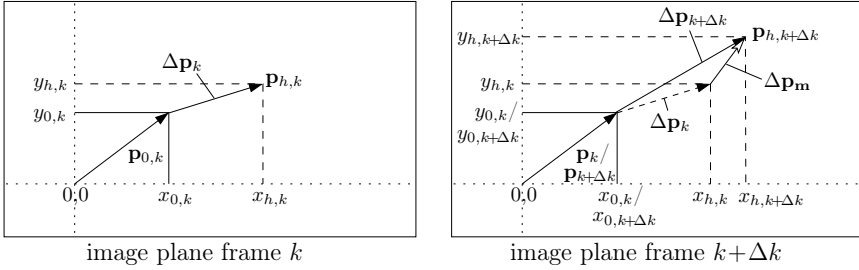 y_{h,k}
Δp_k
p_{h,k}
y_{0,k}
p_{0,k}
0,0
x_{0,k}
x_{h,k}
image plane frame k
y_{h,k+Δk}
Δp_{k+Δk}
p_{h,k+Δk}
y_{h,k}
Δp_m
y_{0,k}/
y_{0,k+Δk}
Δp_k
p_k/
p_{k+Δk}
0,0
x_{0,k}/
x_{0,k+Δk}
x_{h,k}
x_{h,k+Δk}
image plane frame k+Δk